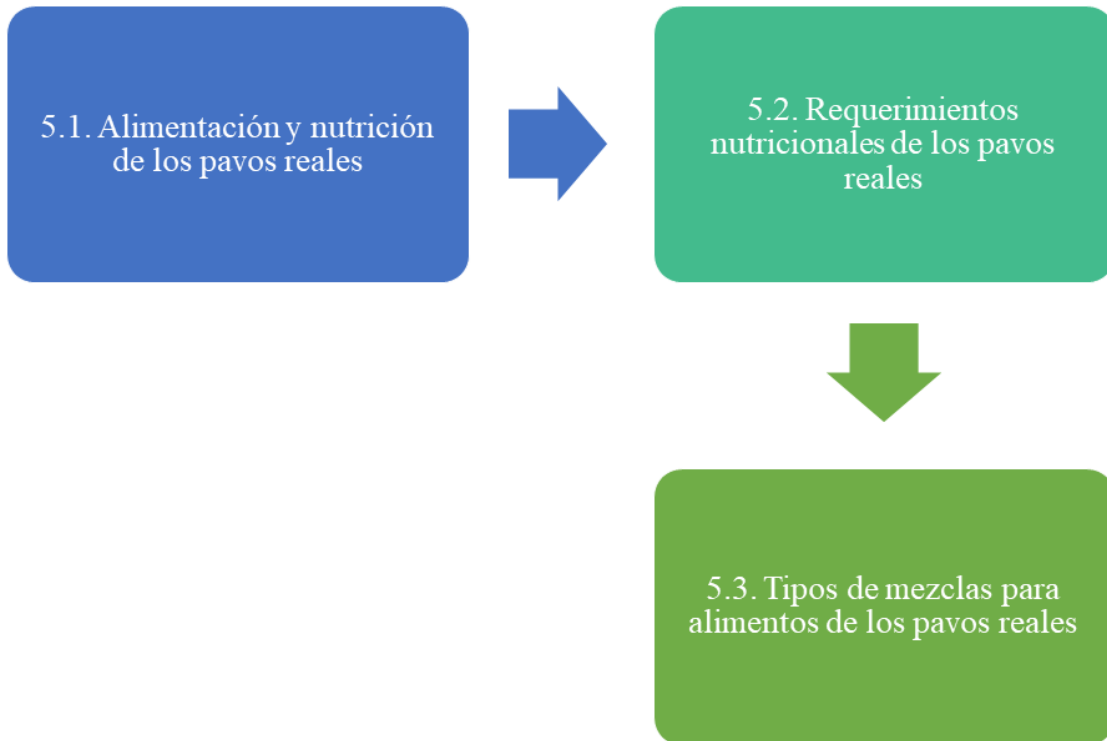 5.1. Alimentación y nutrición
de los pavos reales
5.2. Requerimientos
nutricionales de los pavos
reales
5.3. Tipos de mezclas para
alimentos de los pavos reales